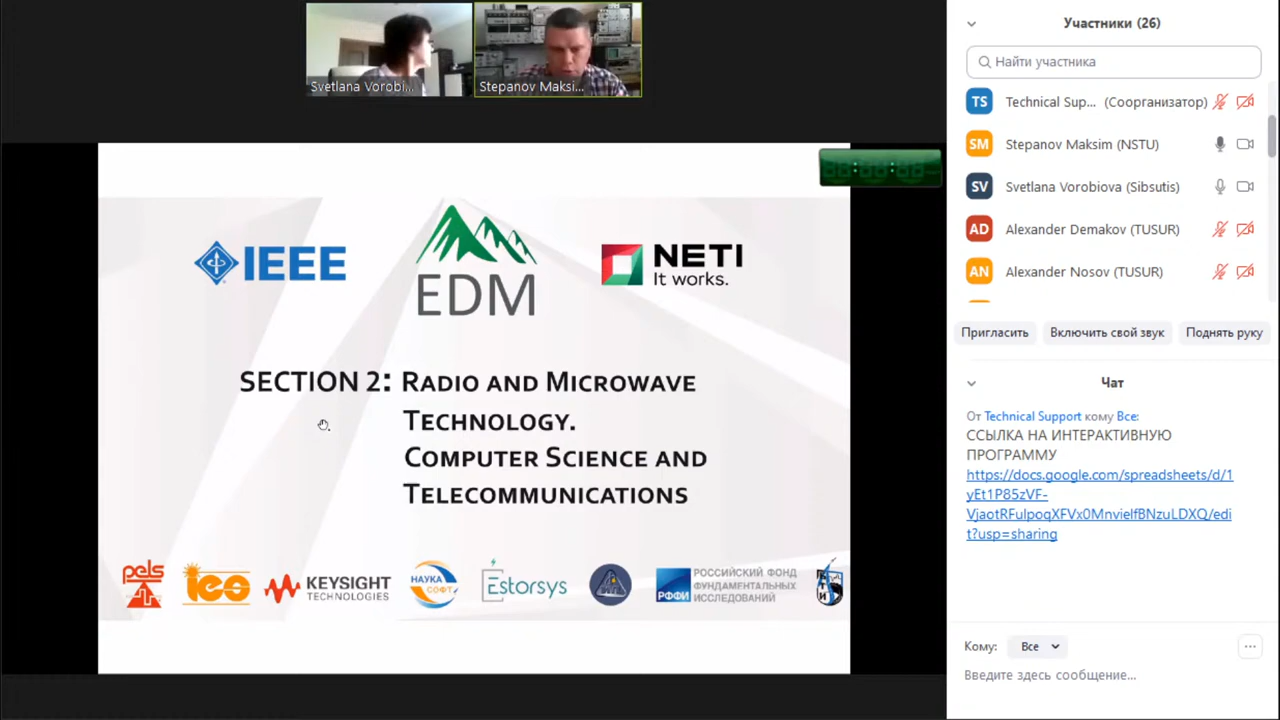 Svetlana Vorobi...
Stepanov Maksi...
IEEE
EDM
NETI
It works.
SECTION 2: RADIO AND MICROWAVE
TECHNOLOGY.
COMPUTER SCIENCE AND
TELECOMMUNICATIONS
pels
ies
KEYSIGHT
TECHNOLOGIES
НАУКА
СОФТ
Estorsys
РФФИ
РОССИЙСКИЙ ФОНД
ФУНДАМЕНТАЛЬНЫХ
ИССЛЕДОВАНИЙ
Участники (26)
Найти участника
TS Technical Sup... (Соорганизатор)
SM Stepanov Maksim (NSTU)
SV Svetlana Vorobiova (Sibsutis)
AD Alexander Demakov (TUSUR)
AN Alexander Nosov (TUSUR)
Пригласить Включить свой звук Поднять руку
Чат
От Technical Support кому Все:
ССЫЛКА НА ИНТЕРАКТИВНУЮ
ПРОГРАММУ
https://docs.google.com/spreadsheets/d/1
yEt1P85zVF-
VjaotRFulpoqXFVx0MnvielfBNzuLDXQ/edi
t?usp=sharing
Кому: Все
Введите здесь сообщение...